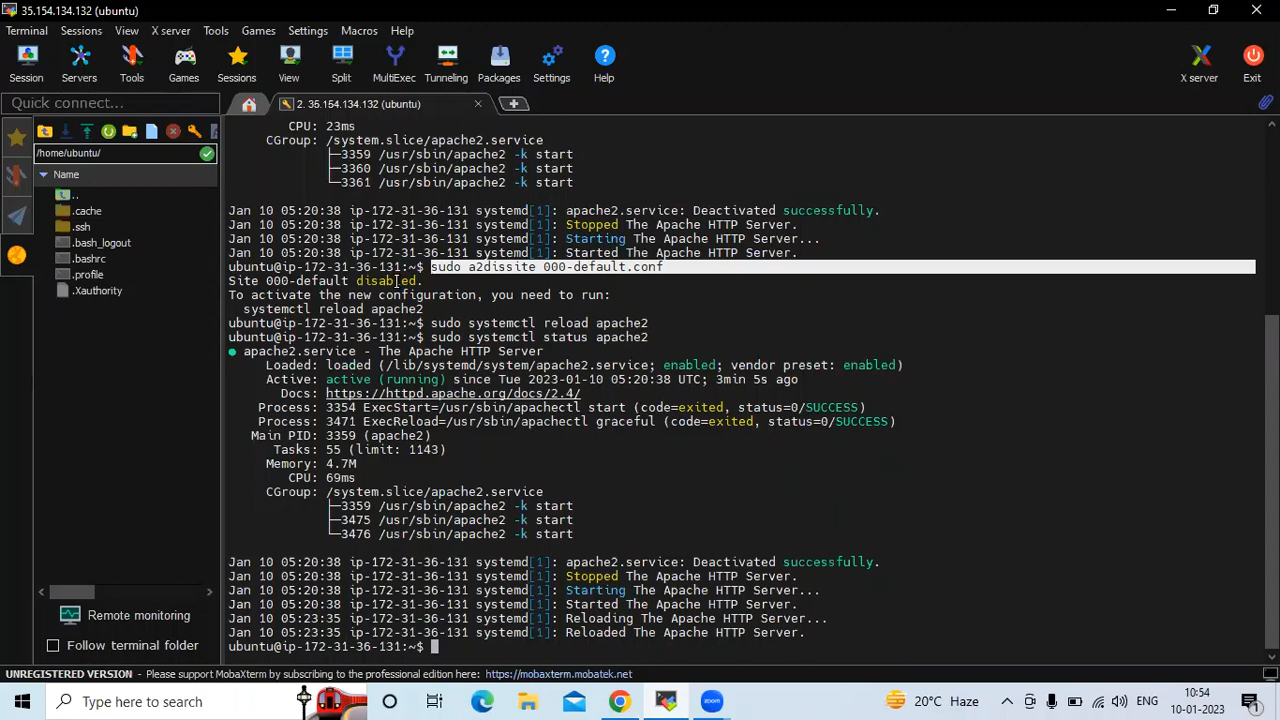 35.154.134.132 (ubuntu)
Terminal Sessions View X server Tools Games Settings Macros Help
Session Servers Tools Games Sessions View Split MultiExec Tunneling Packages Settings Help X server Exit
Quick connect...
2. 35.154.134.132 (ubuntu)
/home/ubuntu/
Name
..
.cache
.ssh
.bash_logout
.bashrc
.profile
.Xauthority
Remote monitoring
Follow terminal folder
CPU: 23ms
CGroup: /system.slice/apache2.service
├─3359 /usr/sbin/apache2 -k start
├─3360 /usr/sbin/apache2 -k start
└─3361 /usr/sbin/apache2 -k start
Jan 10 05:20:38 ip-172-31-36-131 systemd[1]: apache2.service: Deactivated successfully.
Jan 10 05:20:38 ip-172-31-36-131 systemd[1]: Stopped The Apache HTTP Server.
Jan 10 05:20:38 ip-172-31-36-131 systemd[1]: Starting The Apache HTTP Server...
Jan 10 05:20:38 ip-172-31-36-131 systemd[1]: Started The Apache HTTP Server.
ubuntu@ip-172-31-36-131:~$ sudo a2dissite 000-default.conf
Site 000-default disabled.
To activate the new configuration, you need to run:
systemctl reload apache2
ubuntu@ip-172-31-36-131:~$ sudo systemctl reload apache2
ubuntu@ip-172-31-36-131:~$ sudo systemctl status apache2
● apache2.service - The Apache HTTP Server
Loaded: loaded (/lib/systemd/system/apache2.service; enabled; vendor preset: enabled)
Active: active (running) since Tue 2023-01-10 05:20:38 UTC; 3min 5s ago
Docs: https://httpd.apache.org/docs/2.4/
Process: 3354 ExecStart=/usr/sbin/apachectl start (code=exited, status=0/SUCCESS)
Process: 3471 ExecReload=/usr/sbin/apachectl graceful (code=exited, status=0/SUCCESS)
Main PID: 3359 (apache2)
Tasks: 55 (limit: 1143)
Memory: 4.7M
CPU: 69ms
CGroup: /system.slice/apache2.service
├─3359 /usr/sbin/apache2 -k start
├─3475 /usr/sbin/apache2 -k start
└─3476 /usr/sbin/apache2 -k start
Jan 10 05:20:38 ip-172-31-36-131 systemd[1]: apache2.service: Deactivated successfully.
Jan 10 05:20:38 ip-172-31-36-131 systemd[1]: Stopped The Apache HTTP Server.
Jan 10 05:20:38 ip-172-31-36-131 systemd[1]: Starting The Apache HTTP Server...
Jan 10 05:20:38 ip-172-31-36-131 systemd[1]: Started The Apache HTTP Server.
Jan 10 05:23:35 ip-172-31-36-131 systemd[1]: Reloading The Apache HTTP Server...
Jan 10 05:23:35 ip-172-31-36-131 systemd[1]: Reloaded The Apache HTTP Server.
ubuntu@ip-172-31-36-131:~$
UNREGISTERED VERSION - Please support MobaXterm by subscribing to the professional edition here: https://mobaxterm.mobatek.net
Type here to search
zoom
20°C Haze
ENG
10:54
10-01-2023
1